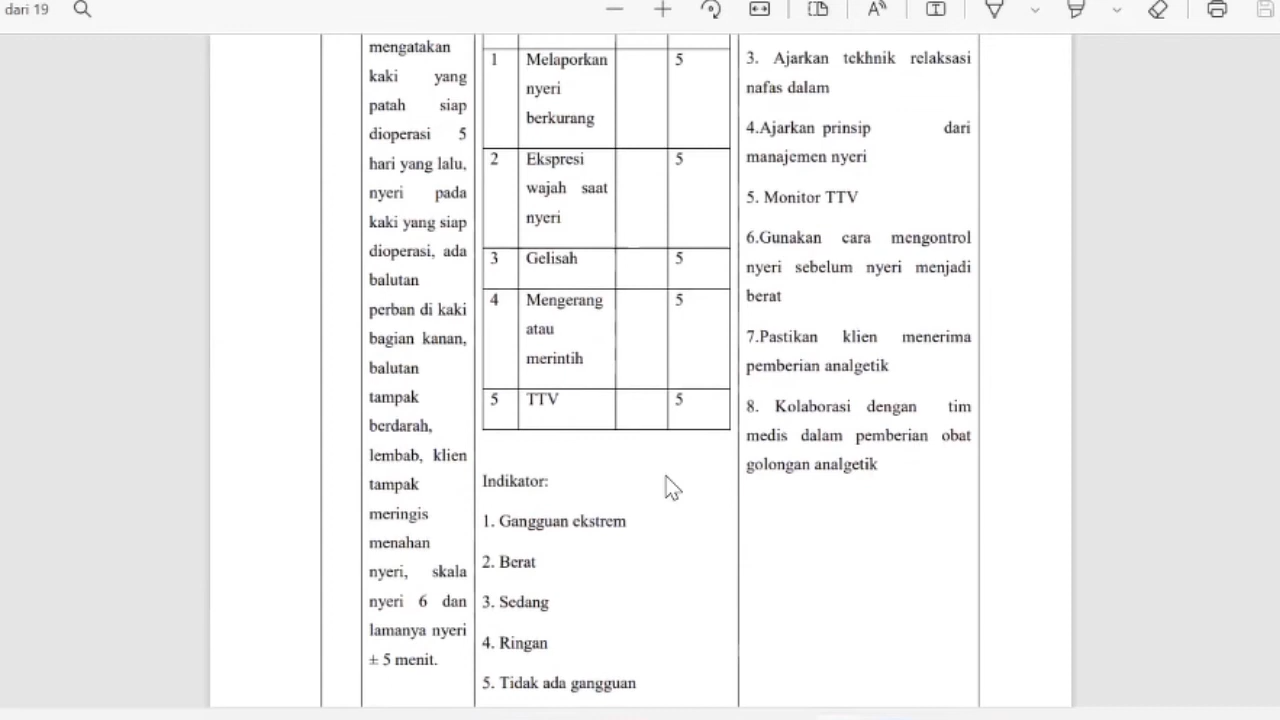 dari 19
mengatakan
kaki yang
patah siap
dioperasi 5
hari yang lalu,
nyeri pada
kaki yang siap
dioperasi, ada
balutan
perban di kaki
bagian kanan,
balutan
tampak
berdarah,
lembab, klien
tampak
meringis
menahan
nyeri, skala
nyeri 6 dan
lamanya nyeri
± 5 menit.
1 Melaporkan 5
nyeri
berkurang
2 Ekspresi 5
wajah saat
nyeri
3 Gelisah 5
4 Mengerang 5
atau
merintih
5 TTV 5
Indikator:
1. Gangguan ekstrem
2. Berat
3. Sedang
4. Ringan
5. Tidak ada gangguan
3. Ajarkan tekhnik relaksasi
nafas dalam
4.Ajarkan prinsip dari
manajemen nyeri
5. Monitor TTV
6.Gunakan cara mengontrol
nyeri sebelum nyeri menjadi
berat
7.Pastikan klien menerima
pemberian analgetik
8. Kolaborasi dengan tim
medis dalam pemberian obat
golongan analgetik